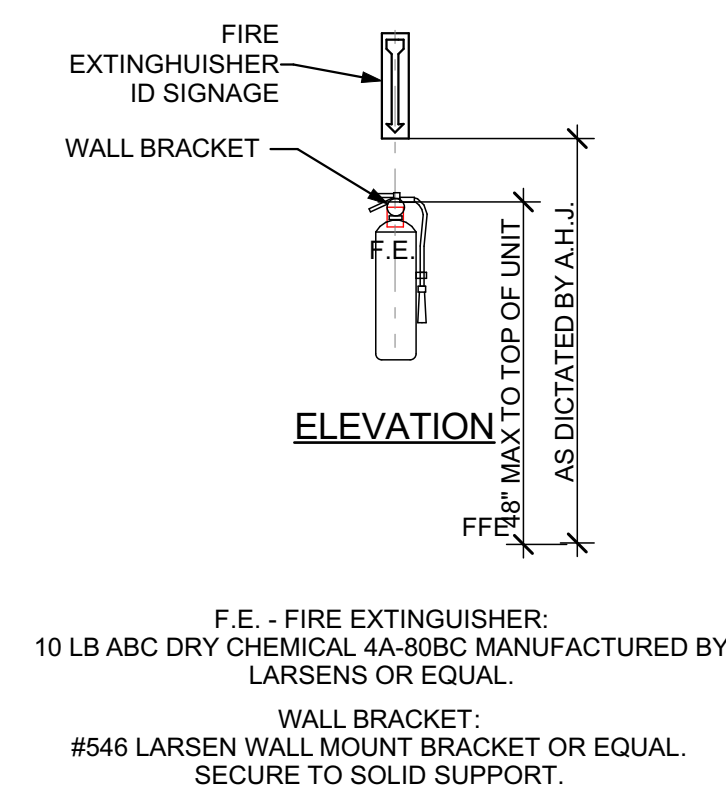 FIRE
EXTINGHUISHER
ID SIGNAGE
WALL BRACKET
F.E.
48" MAX TO TOP OF UNIT
AS DICTATED BY A.H.J.
ELEVATION
FFE
F.E. - FIRE EXTINGUISHER:
10 LB ABC DRY CHEMICAL 4A-80BC MANUFACTURED BY
LARSENS OR EQUAL.
WALL BRACKET:
#546 LARSEN WALL MOUNT BRACKET OR EQUAL.
SECURE TO SOLID SUPPORT.